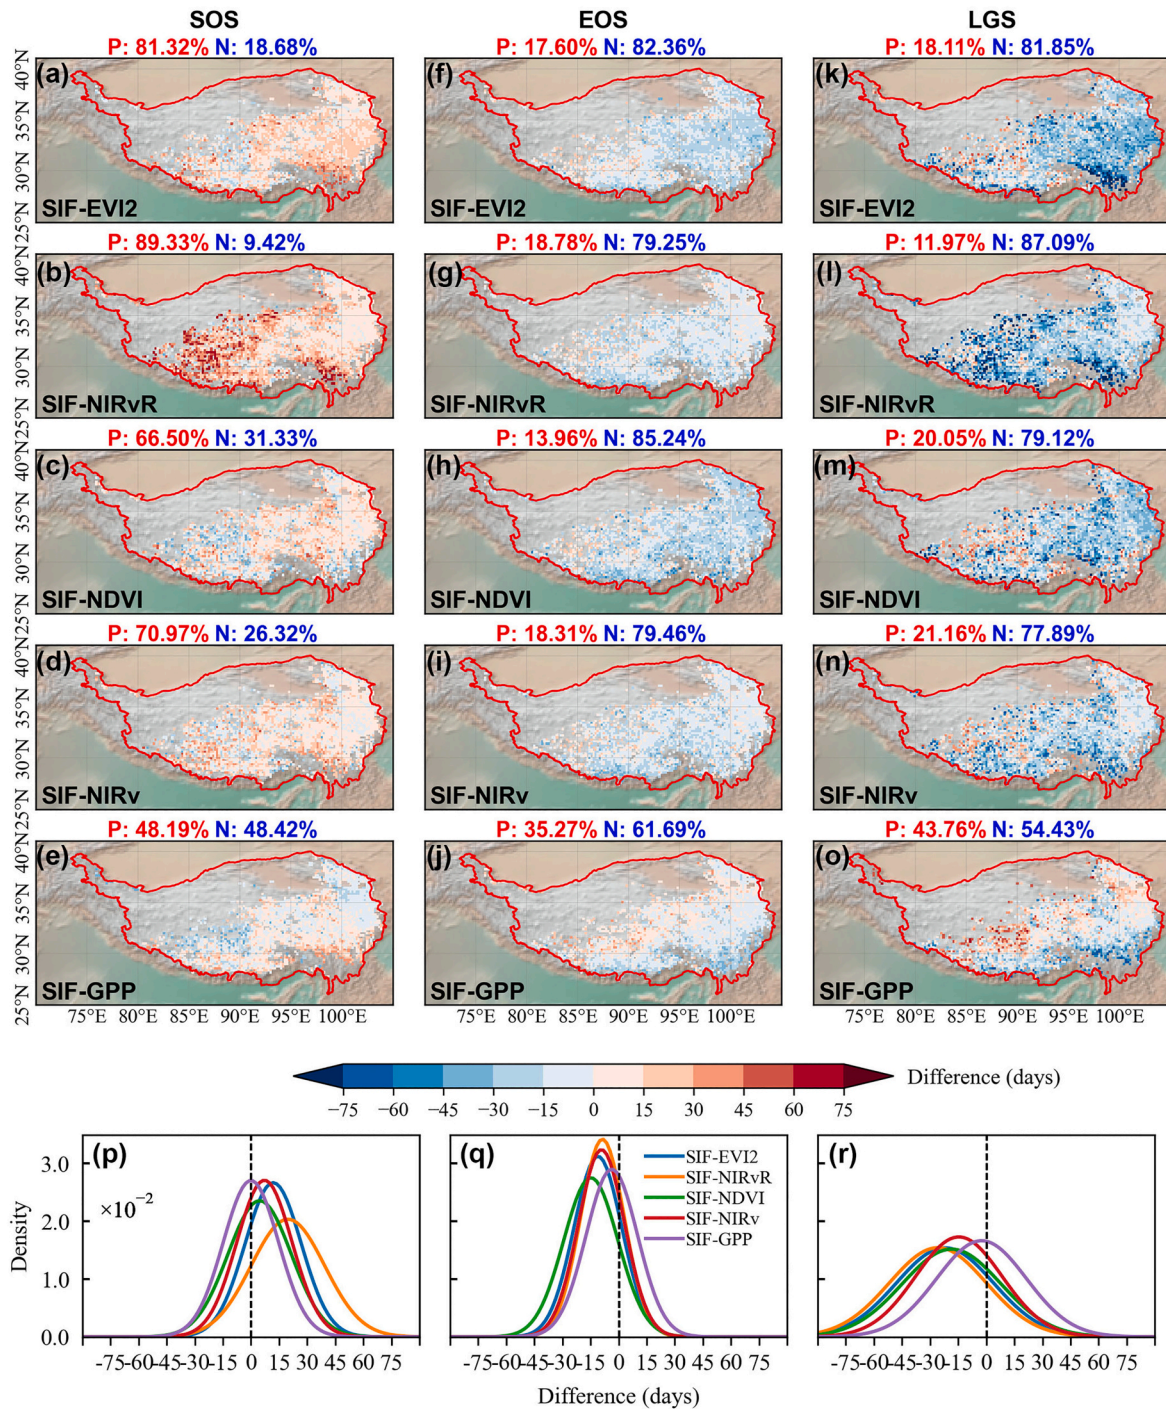 SOS EOS LGS
P: 81.32% N: 18.68% P: 17.60% N: 82.36% P: 18.11% N: 81.85%
(a) (f) (k)
40°N
35°N
30°N
25°N
SIF-EVI2 SIF-EVI2 SIF-EVI2
P: 89.33% N: 9.42% P: 18.78% N: 79.25% P: 11.97% N: 87.09%
(b) (g) (l)
40°N
35°N
30°N
25°N
SIF-NIRvR SIF-NIRvR SIF-NIRvR
P: 66.50% N: 31.33% P: 13.96% N: 85.24% P: 20.05% N: 79.12%
(c) (h) (m)
40°N
35°N
30°N
25°N
SIF-NDVI SIF-NDVI SIF-NDVI
P: 70.97% N: 26.32% P: 18.31% N: 79.46% P: 21.16% N: 77.89%
(d) (i) (n)
40°N
35°N
30°N
25°N
SIF-NIRv SIF-NIRv SIF-NIRv
P: 48.19% N: 48.42% P: 35.27% N: 61.69% P: 43.76% N: 54.43%
(e) (j) (o)
40°N
35°N
30°N
25°N
SIF-GPP SIF-GPP SIF-GPP
75°E 80°E 85°E 90°E 95°E 100°E 75°E 80°E 85°E 90°E 95°E 100°E 75°E 80°E 85°E 90°E 95°E 100°E
Difference (days)
−75 −60 −45 −30 −15 0 15 30 45 60 75
(p) (q) (r)
SIF-EVI2
SIF-NIRvR
SIF-NDVI
SIF-NIRv
SIF-GPP
×10⁻²
Density
3.0
2.0
1.0
0.0
-75 -60 -45 -30 -15 0 15 30 45 60 75 -75 -60 -45 -30 -15 0 15 30 45 60 75 -75 -60 -45 -30 -15 0 15 30 45 60 75
Difference (days)